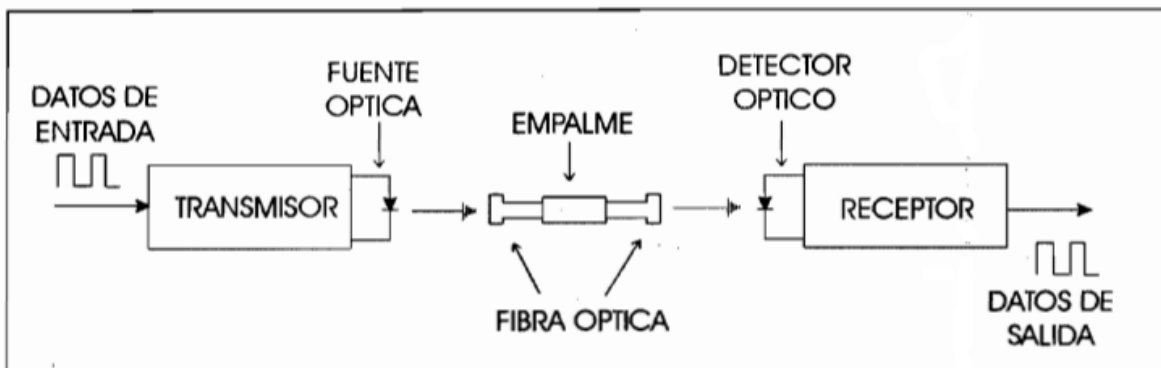 DATOS DE
ENTRADA
FUENTE
OPTICA
EMPALME
DETECTOR
OPTICO
TRANSMISOR
RECEPTOR
FIBRA OPTICA
DATOS DE
SALIDA